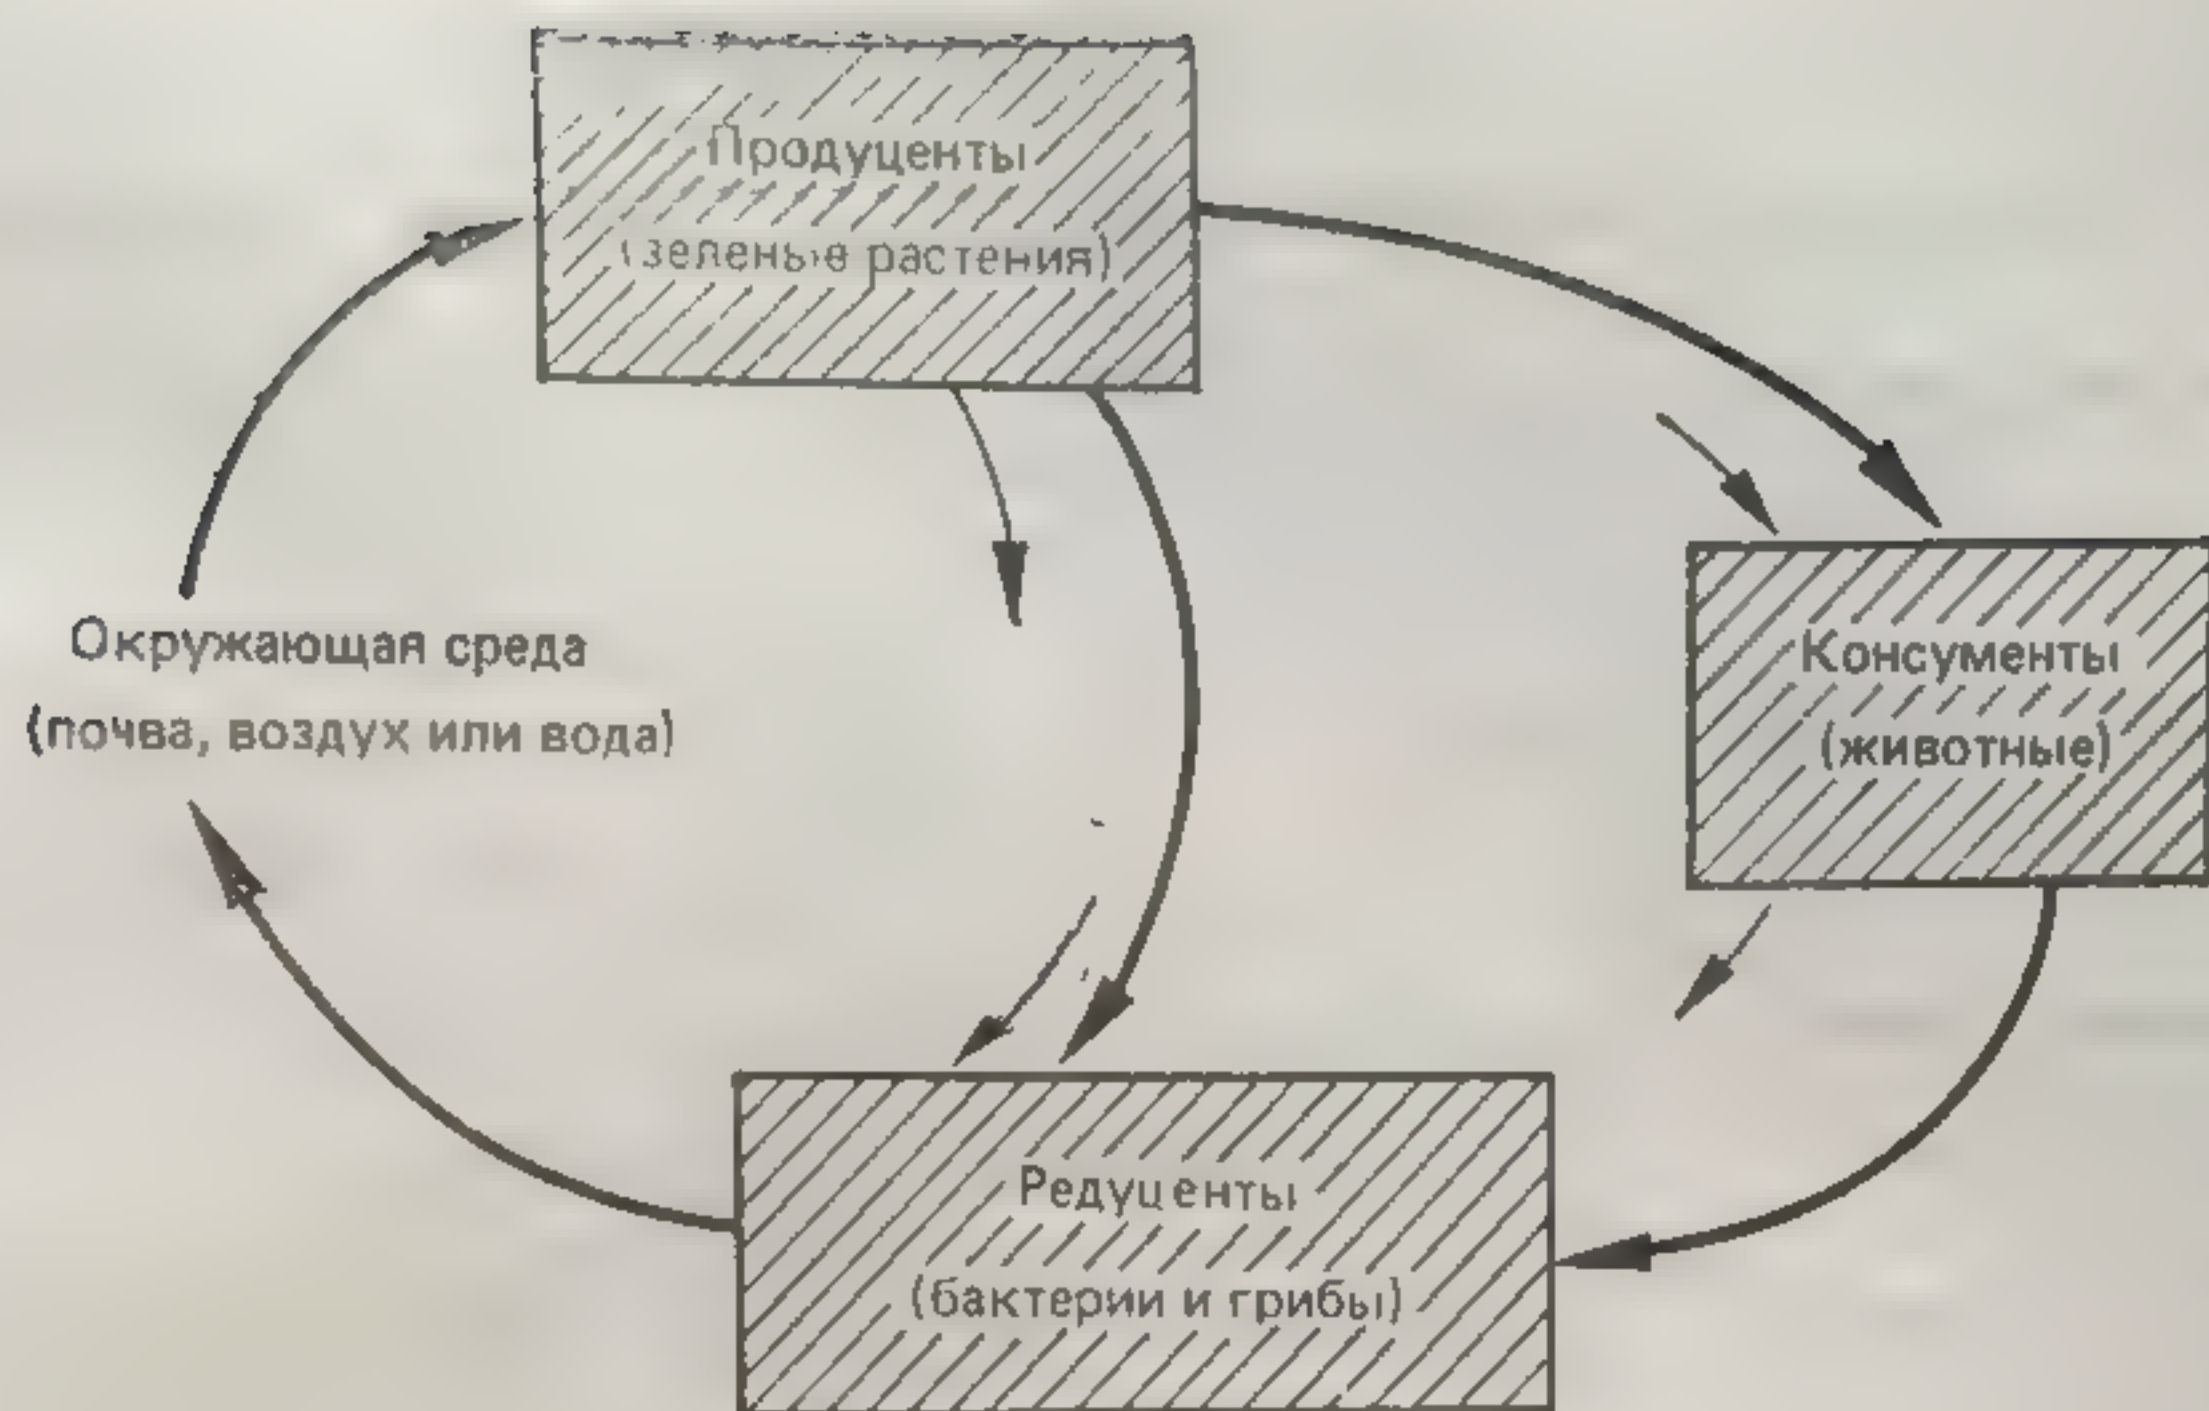 Продуценты
(зеленые растения)
Окружающая среда
(почва, воздух или вода)
Консументы
(животные)
Редуценты
(бактерии и грибы)